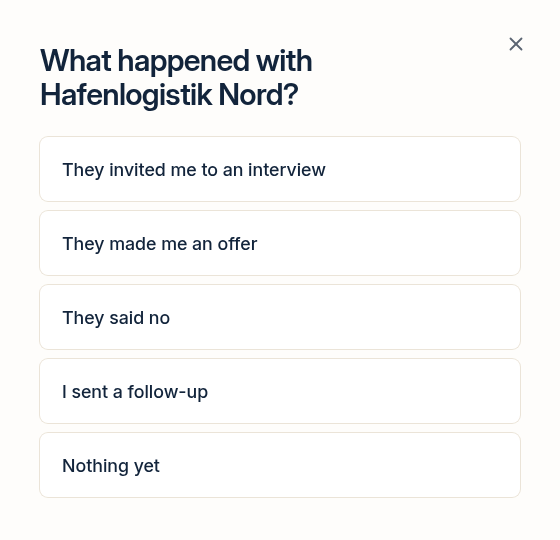 What happened with
Hafenlogistik Nord?
They invited me to an interview
They made me an offer
They said no
I sent a follow-up
Nothing yet